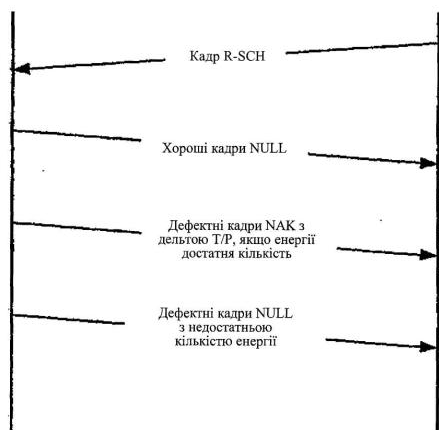 Кадр R-SCH
Хороші кадри NULL
Дефектні кадри NAK з
дельтою T/P, якщо енергії
достатня кількість
Дефектні кадри NULL
з недостатньою
кількістю енергії